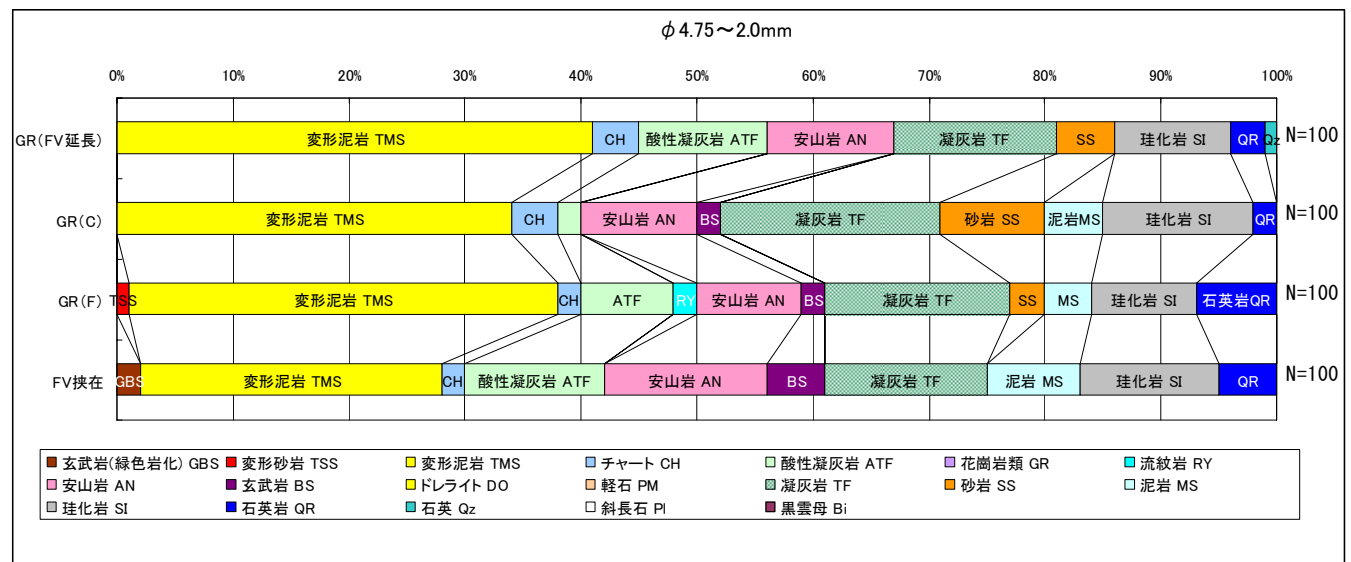 φ4.75～2.0mm
0% 10% 20% 30% 40% 50% 60% 70% 80% 90% 100%
GR(FV延長) 変形泥岩 TMS CH 酸性凝灰岩 ATF 安山岩 AN 凝灰岩 TF SS 珪化岩 SI QR Qz N=100
GR(C) 変形泥岩 TMS CH 安山岩 AN BS 凝灰岩 TF 砂岩 SS 泥岩MS 珪化岩 SI QR N=100
GR(F) TSS 変形泥岩 TMS CH ATF RY 安山岩 AN BS 凝灰岩 TF SS MS 珪化岩 SI 石英岩QR N=100
FV挟在 GBS 変形泥岩 TMS CH 酸性凝灰岩 ATF 安山岩 AN BS 凝灰岩 TF 泥岩 MS 珪化岩 SI QR N=100
玄武岩(緑色岩化) GBS 変形砂岩 TSS 変形泥岩 TMS チャート CH 酸性凝灰岩 ATF 花崗岩類 GR 流紋岩 RY
安山岩 AN 玄武岩 BS ドレライト DO 軽石 PM 凝灰岩 TF 砂岩 SS 泥岩 MS
珪化岩 SI 石英岩 QR 石英 Qz 斜長石 Pl 黒雲母 Bi